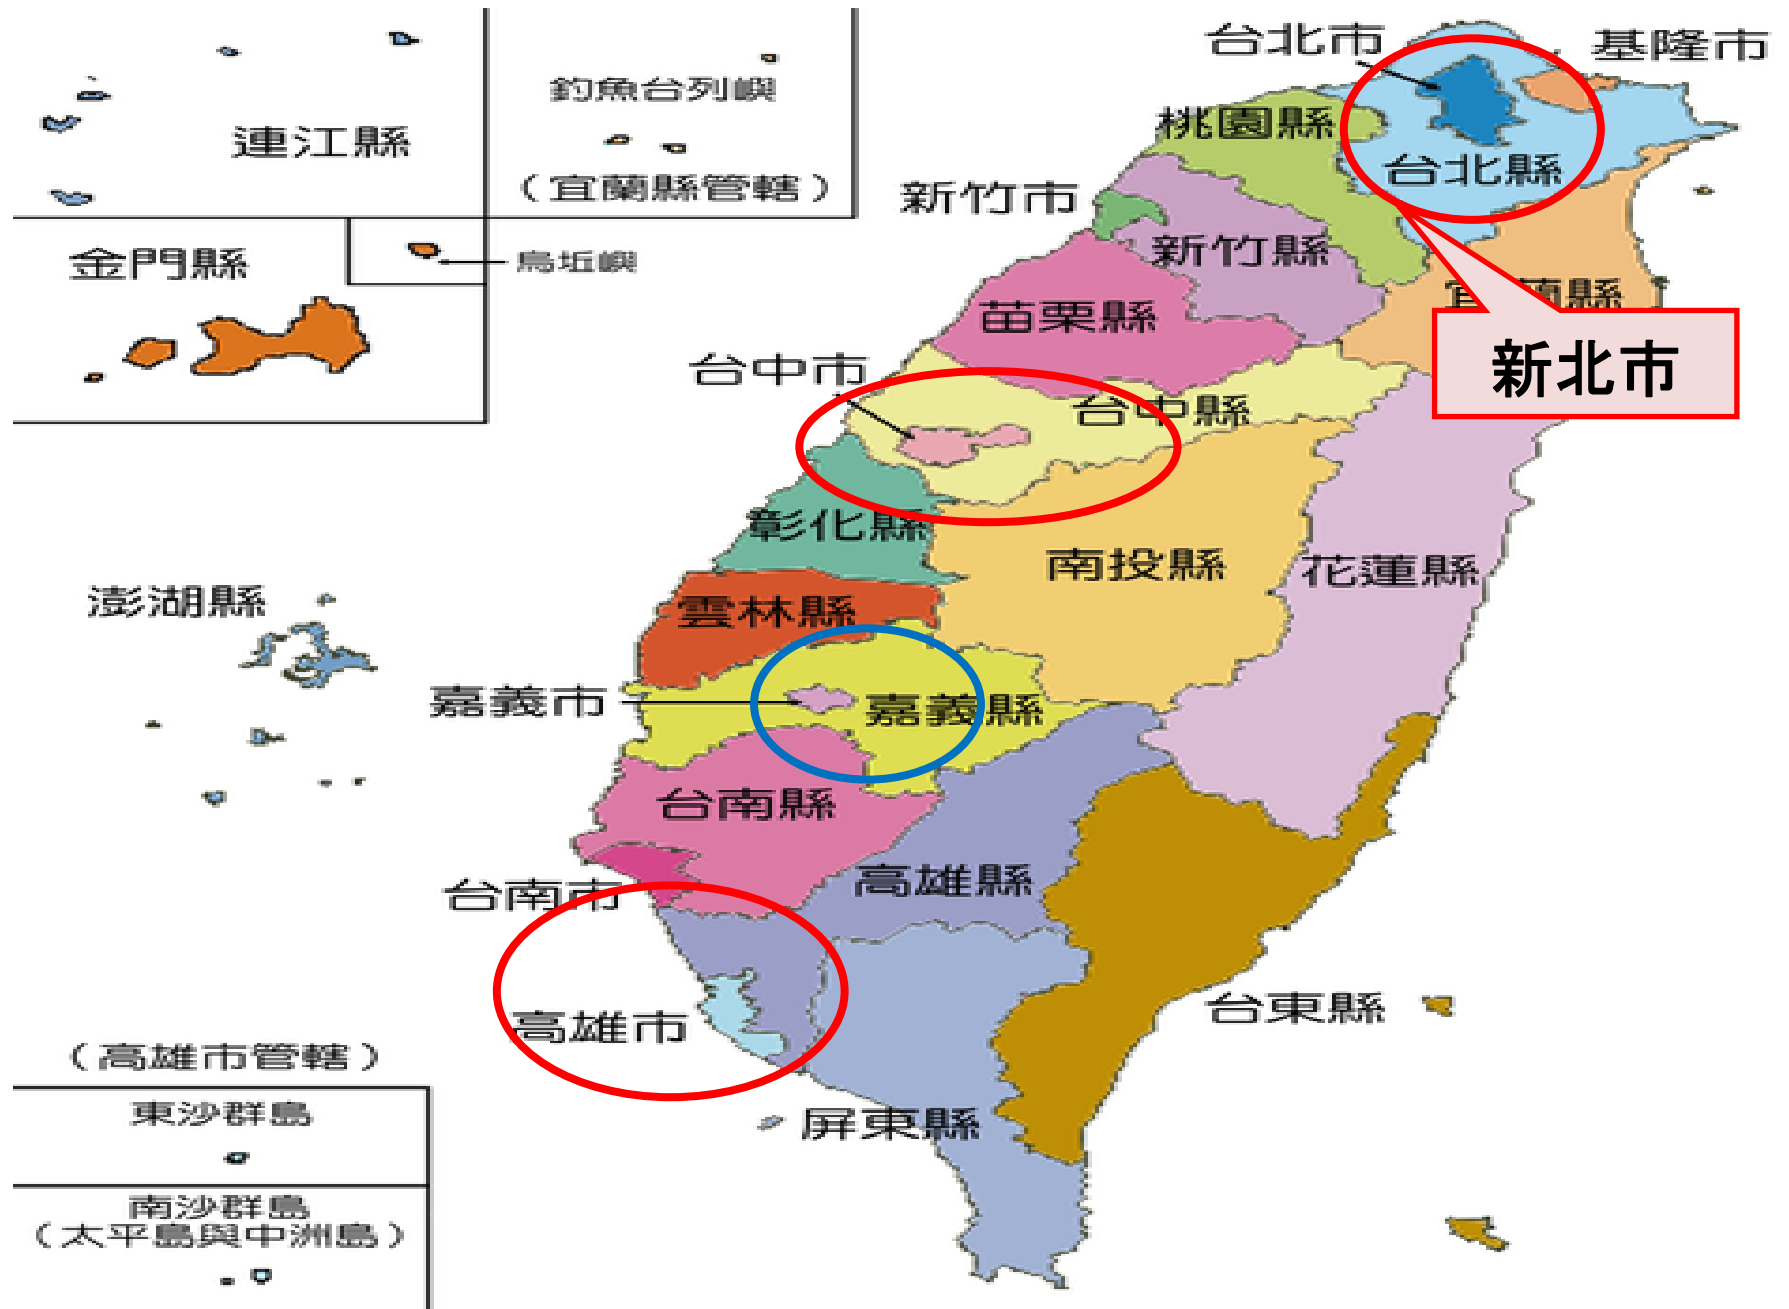 台北市
基隆市
釣魚台列嶼
連江縣
桃園縣
台北縣
(宜蘭縣管轄)
新竹市
金門縣
烏坵嶼
新竹縣
宜蘭縣
苗栗縣
新北市
台中市
台中縣
彰化縣
南投縣
花蓮縣
澎湖縣
雲林縣
嘉義市
嘉義縣
台南縣
高雄縣
台南市
台東縣
高雄市
(高雄市管轄)
東沙群島
屏東縣
南沙群島
(太平島與中洲島)